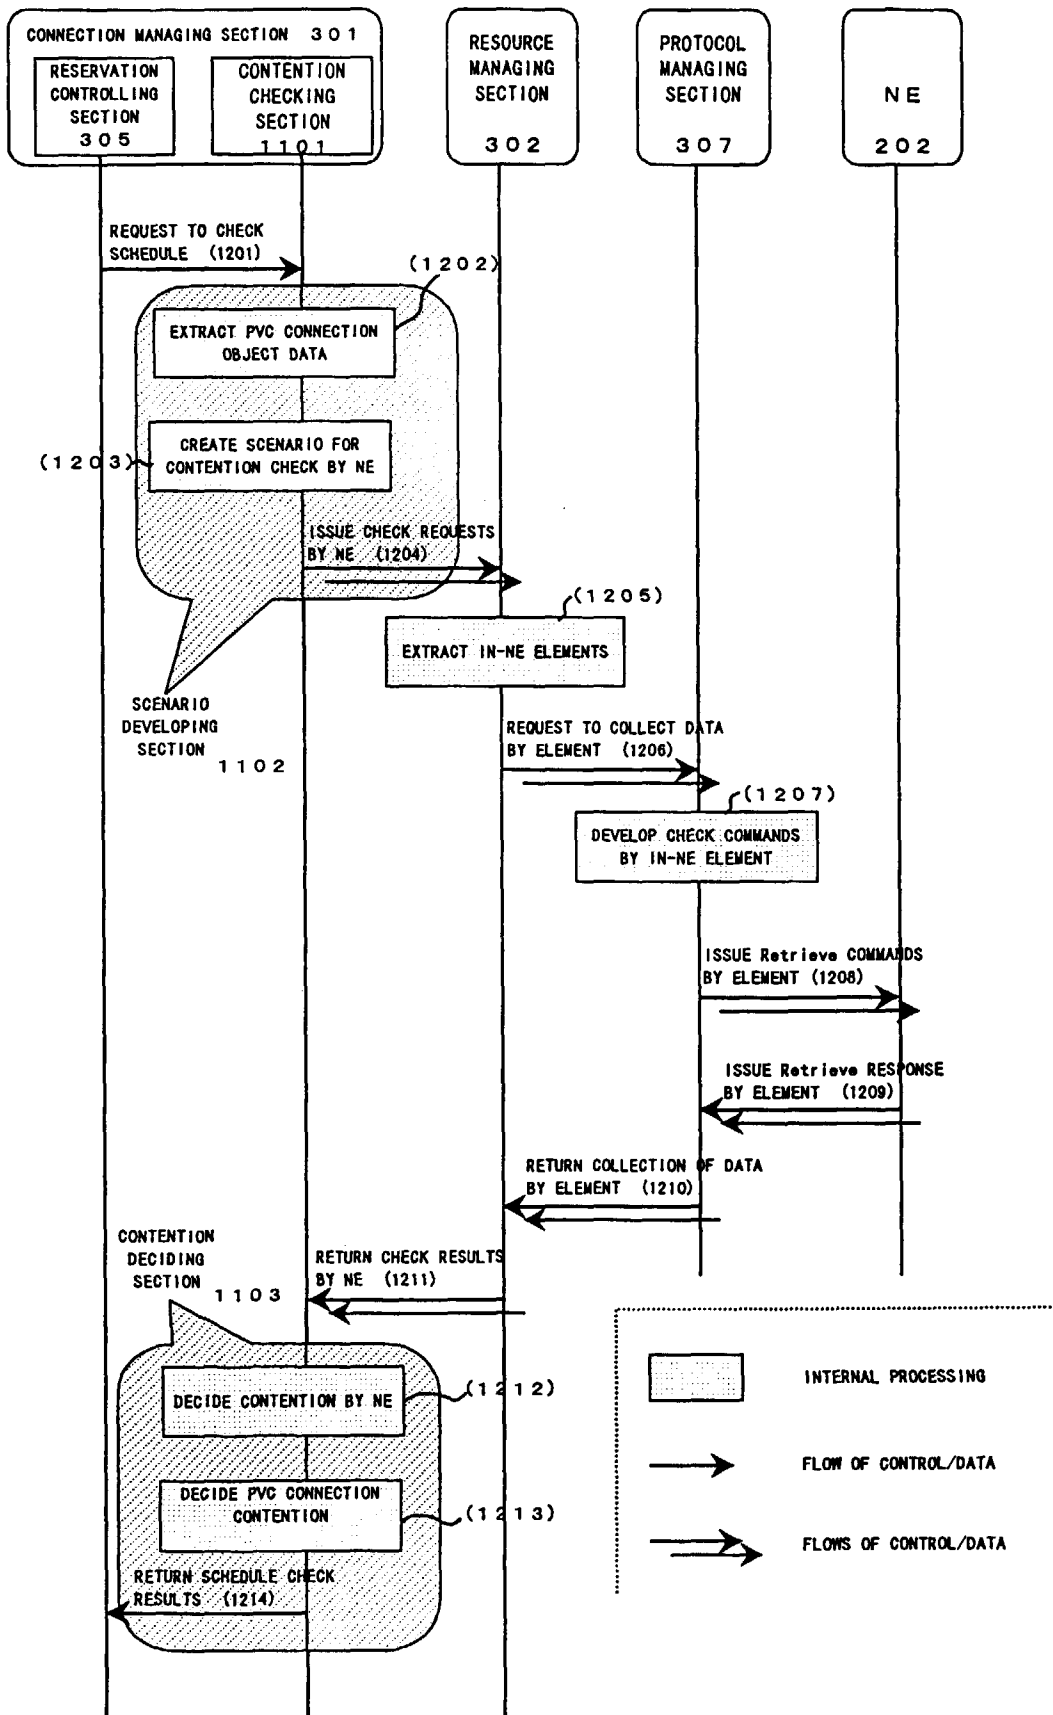 CONNECTION MANAGING SECTION 301
RESERVATION
CONTROLLING
SECTION
305
CONTENTION
CHECKING
SECTION
1101
RESOURCE
MANAGING
SECTION
302
PROTOCOL
MANAGING
SECTION
307
NE
202
REQUEST TO CHECK
SCHEDULE (1201)
(1202)
EXTRACT PVC CONNECTION
OBJECT DATA
(1203)
CREATE SCENARIO FOR
CONTENTION CHECK BY NE
ISSUE CHECK REQUESTS
BY NE (1204)
(1205)
EXTRACT IN-NE ELEMENTS
SCENARIO
DEVELOPING
SECTION
1102
REQUEST TO COLLECT DATA
BY ELEMENT (1206)
(1207)
DEVELOP CHECK COMMANDS
BY IN-NE ELEMENT
ISSUE Retrieve COMMANDS
BY ELEMENT (1208)
ISSUE Retrieve RESPONSE
BY ELEMENT (1209)
RETURN COLLECTION OF DATA
BY ELEMENT (1210)
CONTENTION
DECIDING
SECTION
1103
RETURN CHECK RESULTS
BY NE (1211)
DECIDE CONTENTION BY NE
(1212)
DECIDE PVC CONNECTION
CONTENTION
(1213)
RETURN SCHEDULE CHECK
RESULTS (1214)
INTERNAL PROCESSING
FLOW OF CONTROL/DATA
FLOWS OF CONTROL/DATA